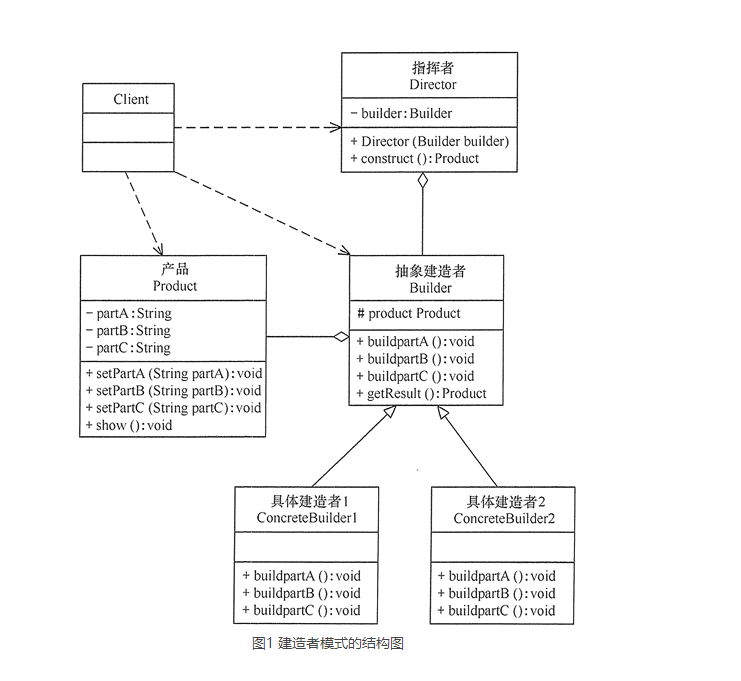 指挥者
Director
− builder:Builder
+ Director (Builder builder)
+ construct ():Product
Client
产品
Product
− partA:String
− partB:String
− partC:String
+ setPartA (String partA):void
+ setPartB (String partB):void
+ setPartC (String partC):void
+ show ():void
抽象建造者
Builder
# product Product
+ buildpartA ():void
+ buildpartB ():void
+ buildpartC ():void
+ getResult ():Product
具体建造者1
ConcreteBuilder1
+ buildpartA ():void
+ buildpartB ():void
+ buildpartC ():void
具体建造者2
ConcreteBuilder2
+ buildpartA ():void
+ buildpartB ():void
+ buildpartC ():void
图1 建造者模式的结构图